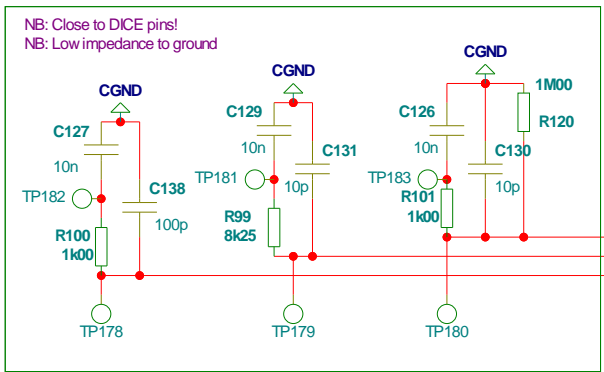 NB: Close to DICE pins!
NB: Low impedance to ground
CGND
C127
10n
TP182
C138
100p
R100
1k00
TP178
CGND
C129
10n
C131
TP181
10p
R99
8k25
TP179
CGND
1M00
C126
R120
10n
C130
TP183
10p
R101
1k00
TP180